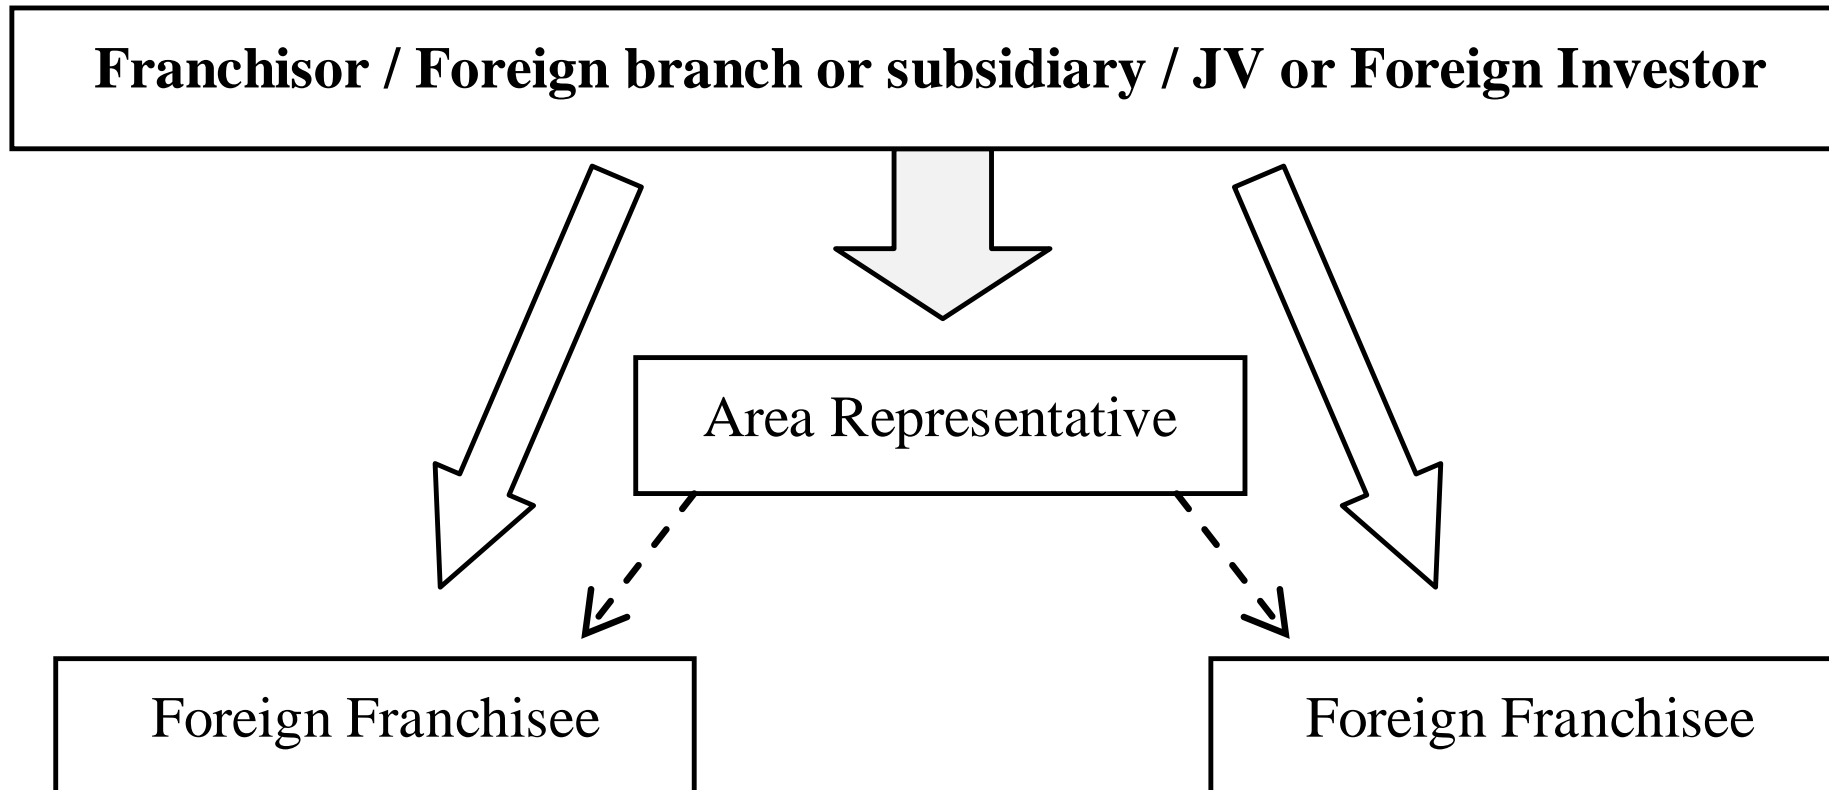 Franchisor / Foreign branch or subsidiary / JV or Foreign Investor
Area Representative
Foreign Franchisee
Foreign Franchisee